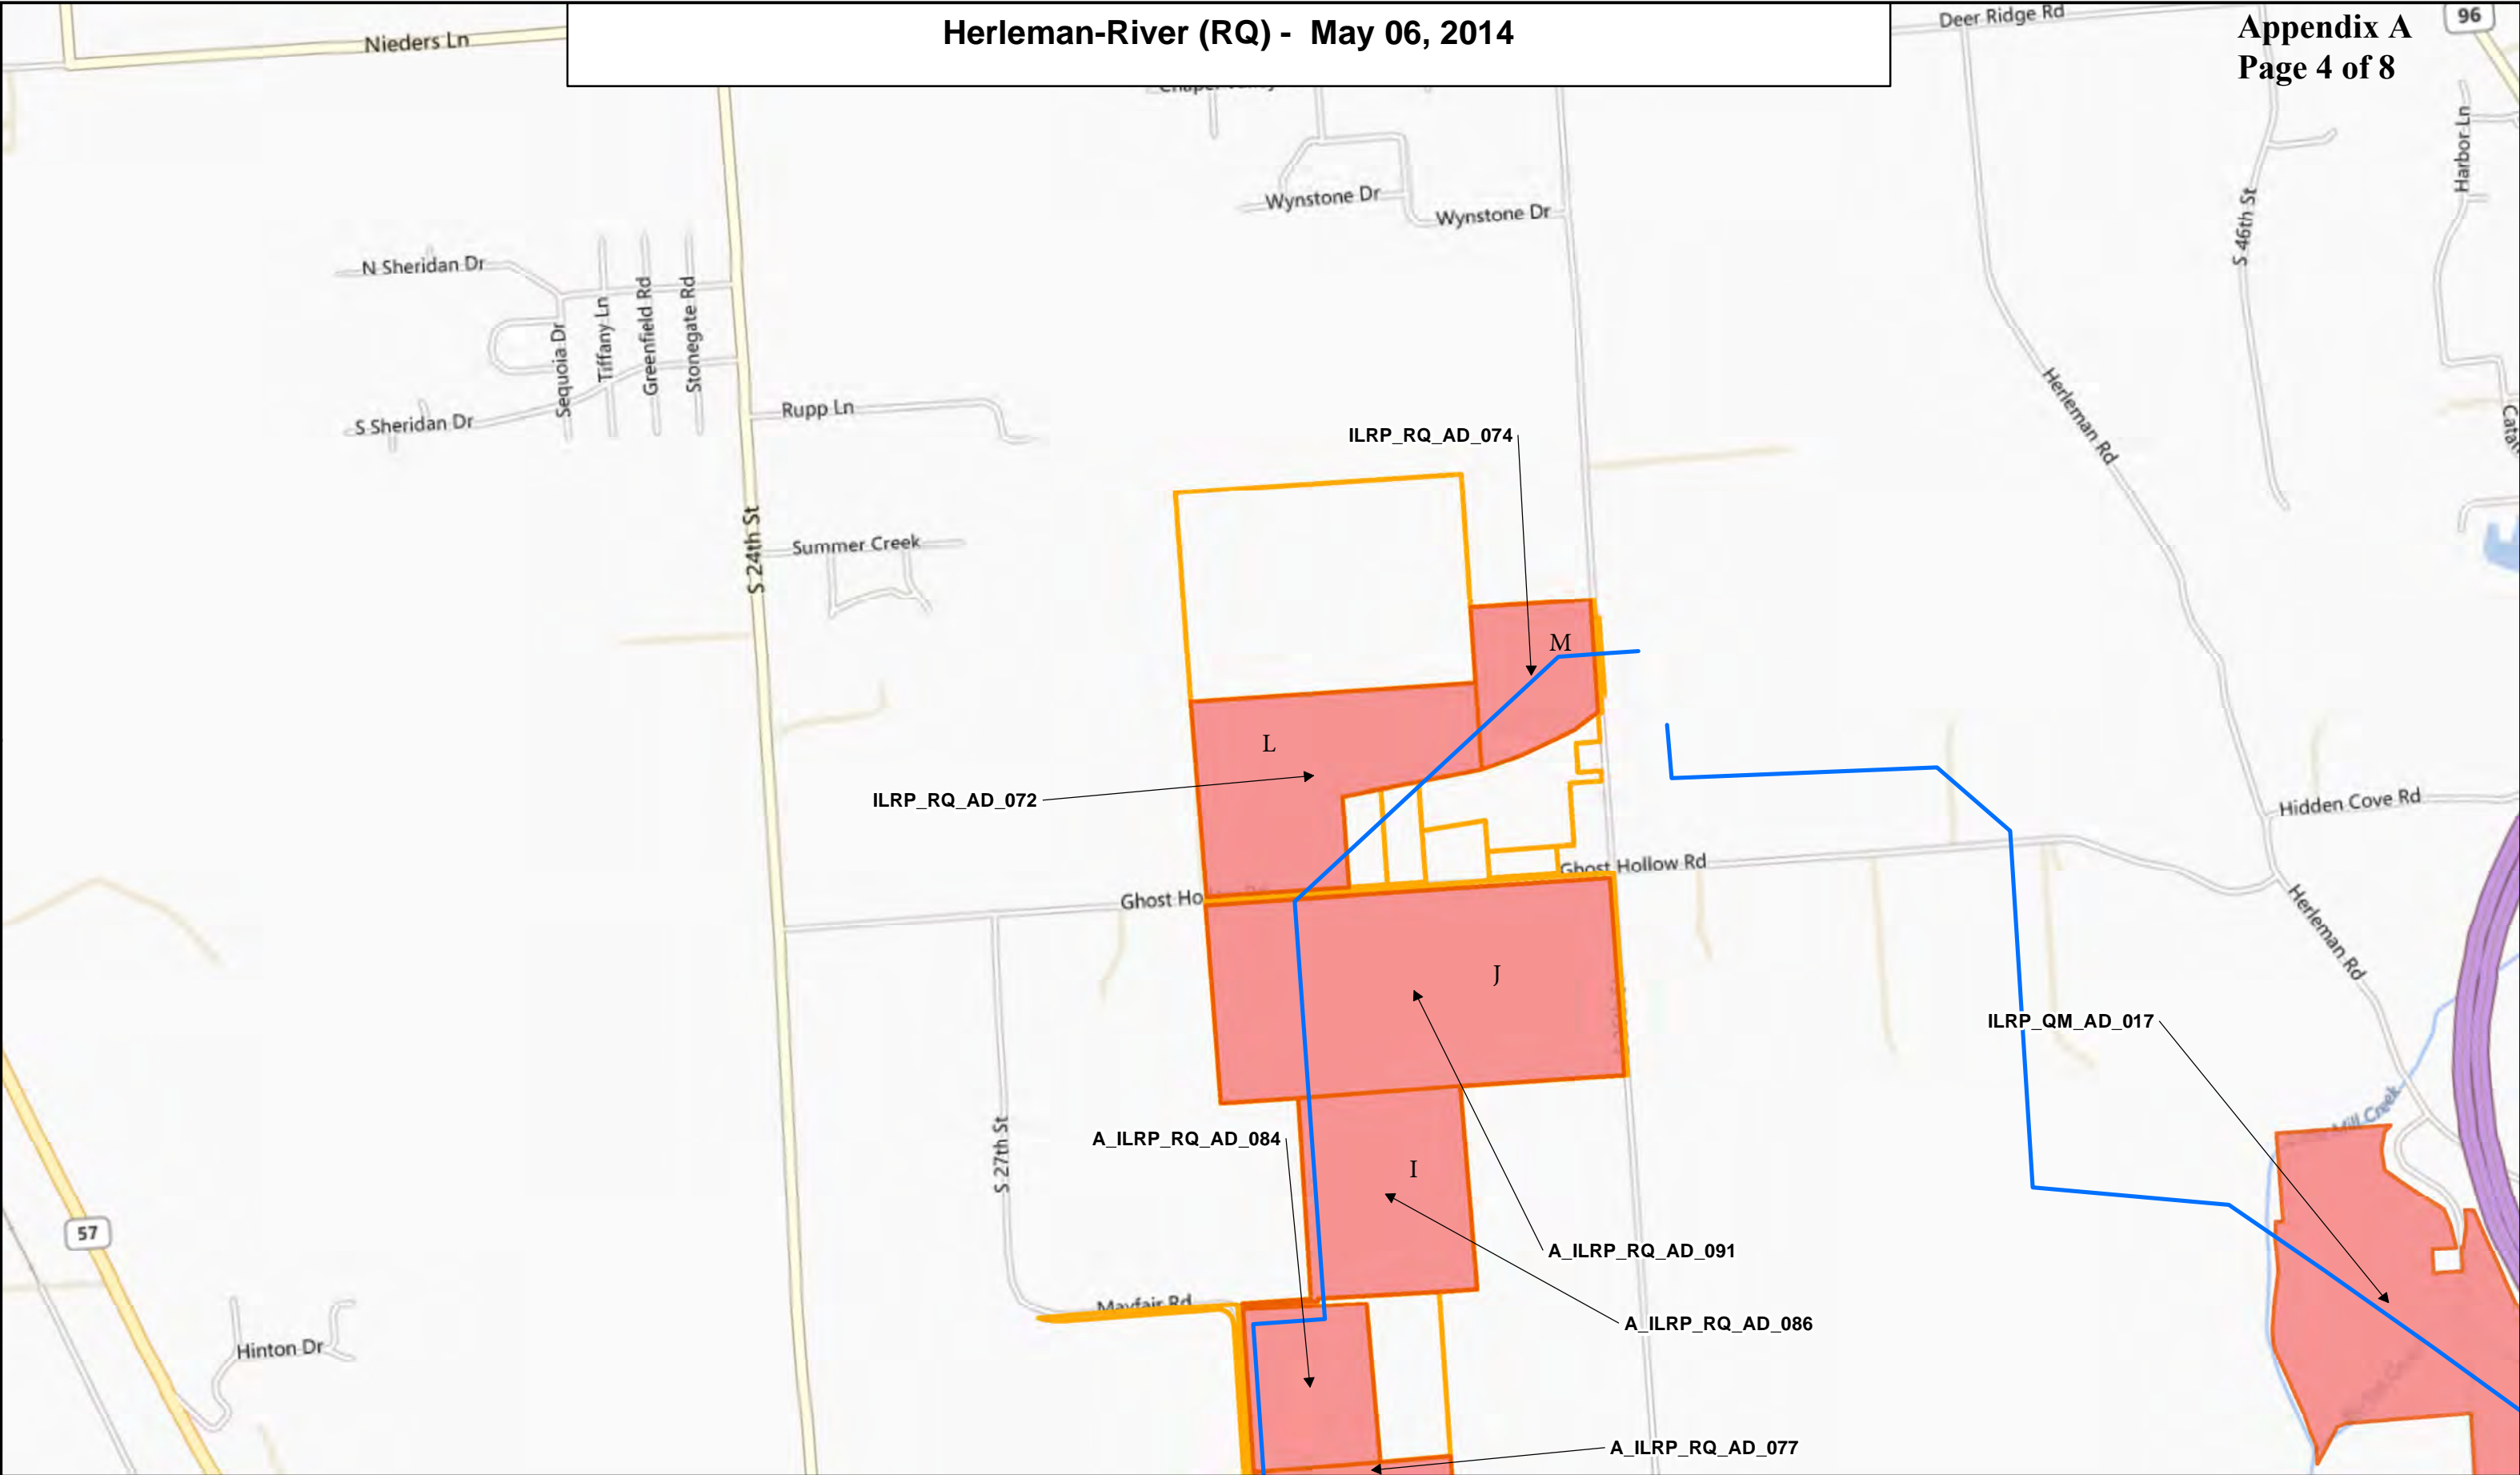 Herleman-River (RQ) - May 06, 2014
Appendix A
Page 4 of 8
96
Nieders Ln
Deer Ridge Rd
Harbor Ln
Wynstone Dr
Wynstone Dr
S 46th St
N Sheridan Dr
Sequoia Dr
Tiffany Ln
Greenfield Rd
Stonegate Rd
S Sheridan Dr
Rupp Ln
Herleman Rd
ILRP_RQ_AD_074
S 24th St
Summer Creek
M
L
ILRP_RQ_AD_072
Hidden Cove Rd
Ghost Hollow Rd
Ghost Ho
Herleman Rd
J
ILRP_QM_AD_017
Mill Creek
S 27th St
A_ILRP_RQ_AD_084
I
57
A_ILRP_RQ_AD_091
Mayfair Rd
A_ILRP_RQ_AD_086
Hinton Dr
A_ILRP_RQ_AD_077